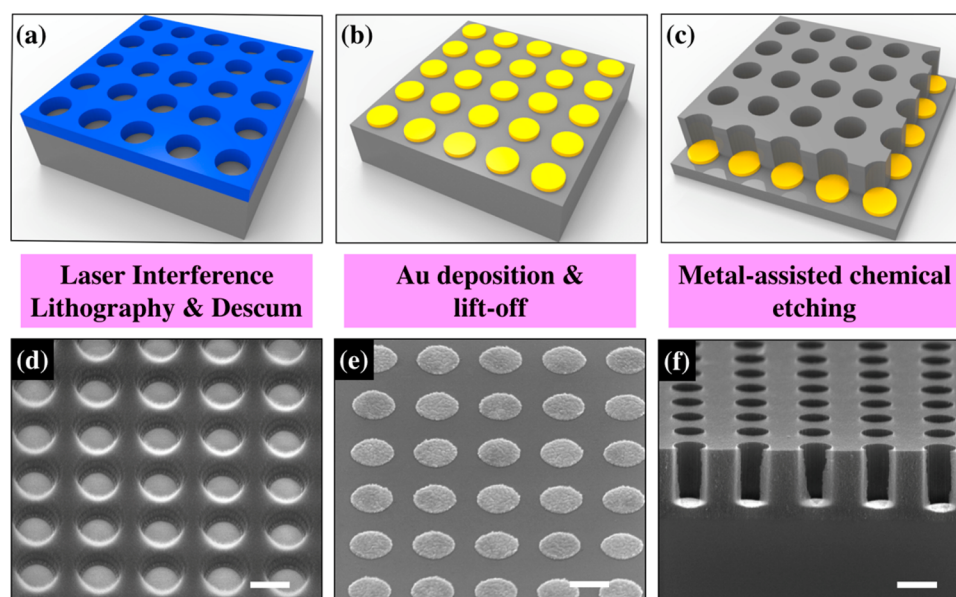 (a)
(b)
(c)
Laser Interference
Lithography & Descum
Au deposition &
lift-off
Metal-assisted chemical
etching
(d)
(e)
(f)